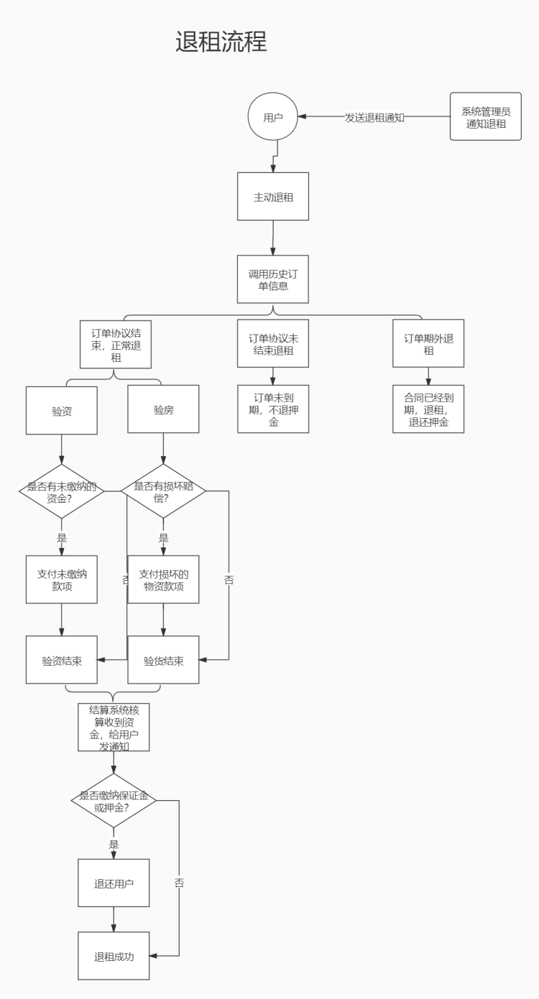 退租流程
用户
发送退租通知
系统管理员
通知退租
主动退租
调用历史订
单信息
订单协议结
束，正常退
租
订单协议未
结束退租
订单期外退
租
验资
验房
订单未到
期，不退押
金
合同已经到
期，退租，
退还押金
是否有未缴纳的
资金？
是否有损坏赔
偿？
是
是
支付未缴纳
款项
否
支付损坏的
物资款项
否
验资结束
验货结束
结算系统核
算收到资
金，给用户
发通知
是否缴纳保证金
或押金？
是
退还用户
否
退租成功